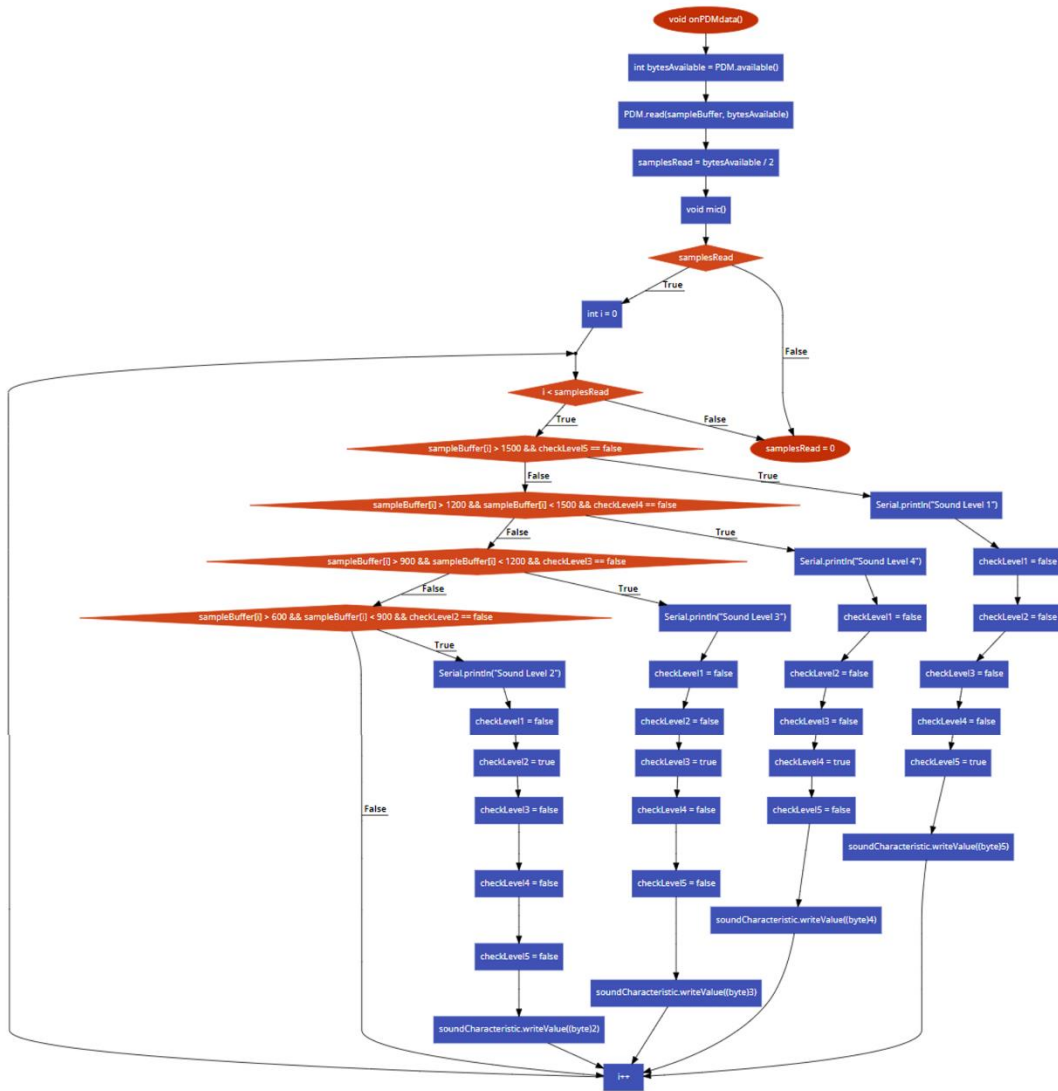 void onPDMdata()
int bytesAvailable = PDM.available()
PDM.read(sampleBuffer, bytesAvailable)
samplesRead = bytesAvailable / 2
void mic()
samplesRead
True
int i = 0
False
i < samplesRead
True
False
samplesRead = 0
sampleBuffer[i] > 1500 && checkLevel5 == false
False
True
sampleBuffer[i] > 1200 && sampleBuffer[i] < 1500 && checkLevel4 == false
Serial.println("Sound Level 1")
False
True
sampleBuffer[i] > 900 && sampleBuffer[i] < 1200 && checkLevel3 == false
Serial.println("Sound Level 4")
checkLevel1 = false
False
True
sampleBuffer[i] > 600 && sampleBuffer[i] < 900 && checkLevel2 == false
Serial.println("Sound Level 3")
checkLevel1 = false
checkLevel2 = false
True
Serial.println("Sound Level 2")
checkLevel1 = false
checkLevel2 = false
checkLevel3 = false
checkLevel1 = false
checkLevel2 = false
checkLevel3 = false
checkLevel4 = false
checkLevel2 = true
checkLevel3 = true
checkLevel4 = true
checkLevel5 = true
False
checkLevel3 = false
checkLevel4 = false
checkLevel5 = false
soundCharacteristic.writeValue((byte)5)
checkLevel4 = false
checkLevel5 = false
soundCharacteristic.writeValue((byte)4)
checkLevel5 = false
soundCharacteristic.writeValue((byte)3)
soundCharacteristic.writeValue((byte)2)
i++